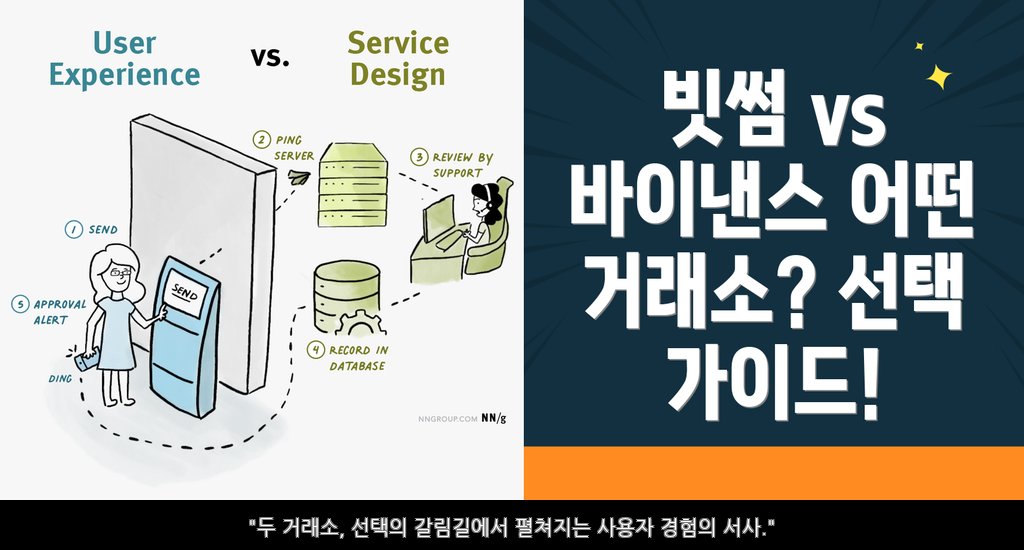 User
Experience
vs.
Service
Design
① SEND
② PING
SERVER
③ REVIEW BY
SUPPORT
④ RECORD IN
DATABASE
⑤ APPROVAL
ALERT
DING
SEND
NNGROUP.COM NN/g
빗썸 vs
바이낸스 어떤
거래소? 선택
가이드!
"두 거래소, 선택의 갈림길에서 펼쳐지는 사용자 경험의 서사."